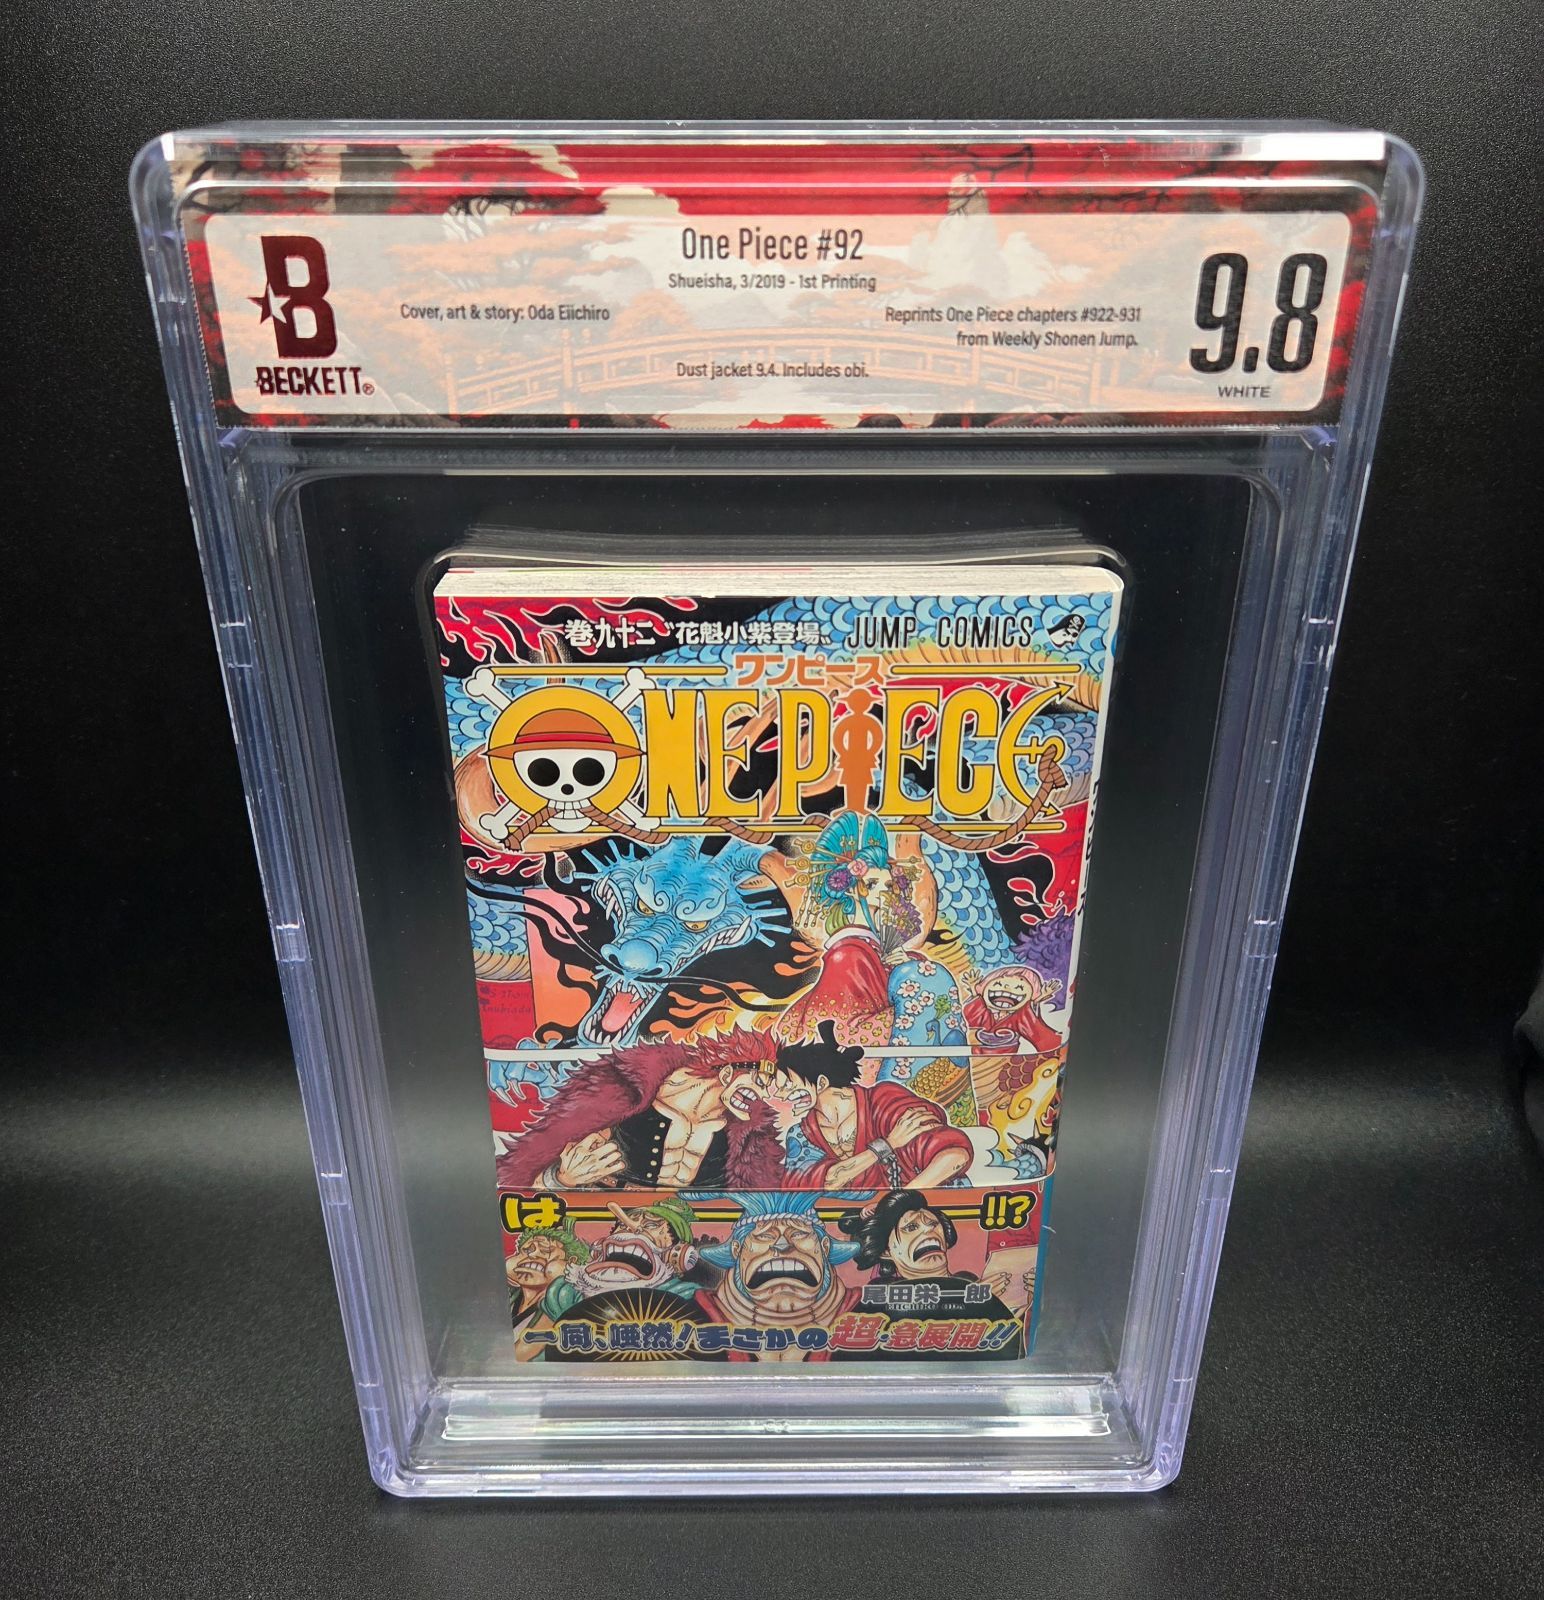 One Piece #92
Shueisha, 3/2019 - 1st Printing
Cover, art & story: Oda Eiichiro
Reprints One Piece chapters #922-931
from Weekly Shonen Jump.
Dust jacket 9.4. Includes obi.
B
BECKETT®
9.8
WHITE
巻九十二 "花魁小紫登場" JUMP COMICS
ワンピース
ONE PIECE
は !!?
尾田栄一郎
EIICHIRO ODA
一同、唖然!まさかの超・急展開!!